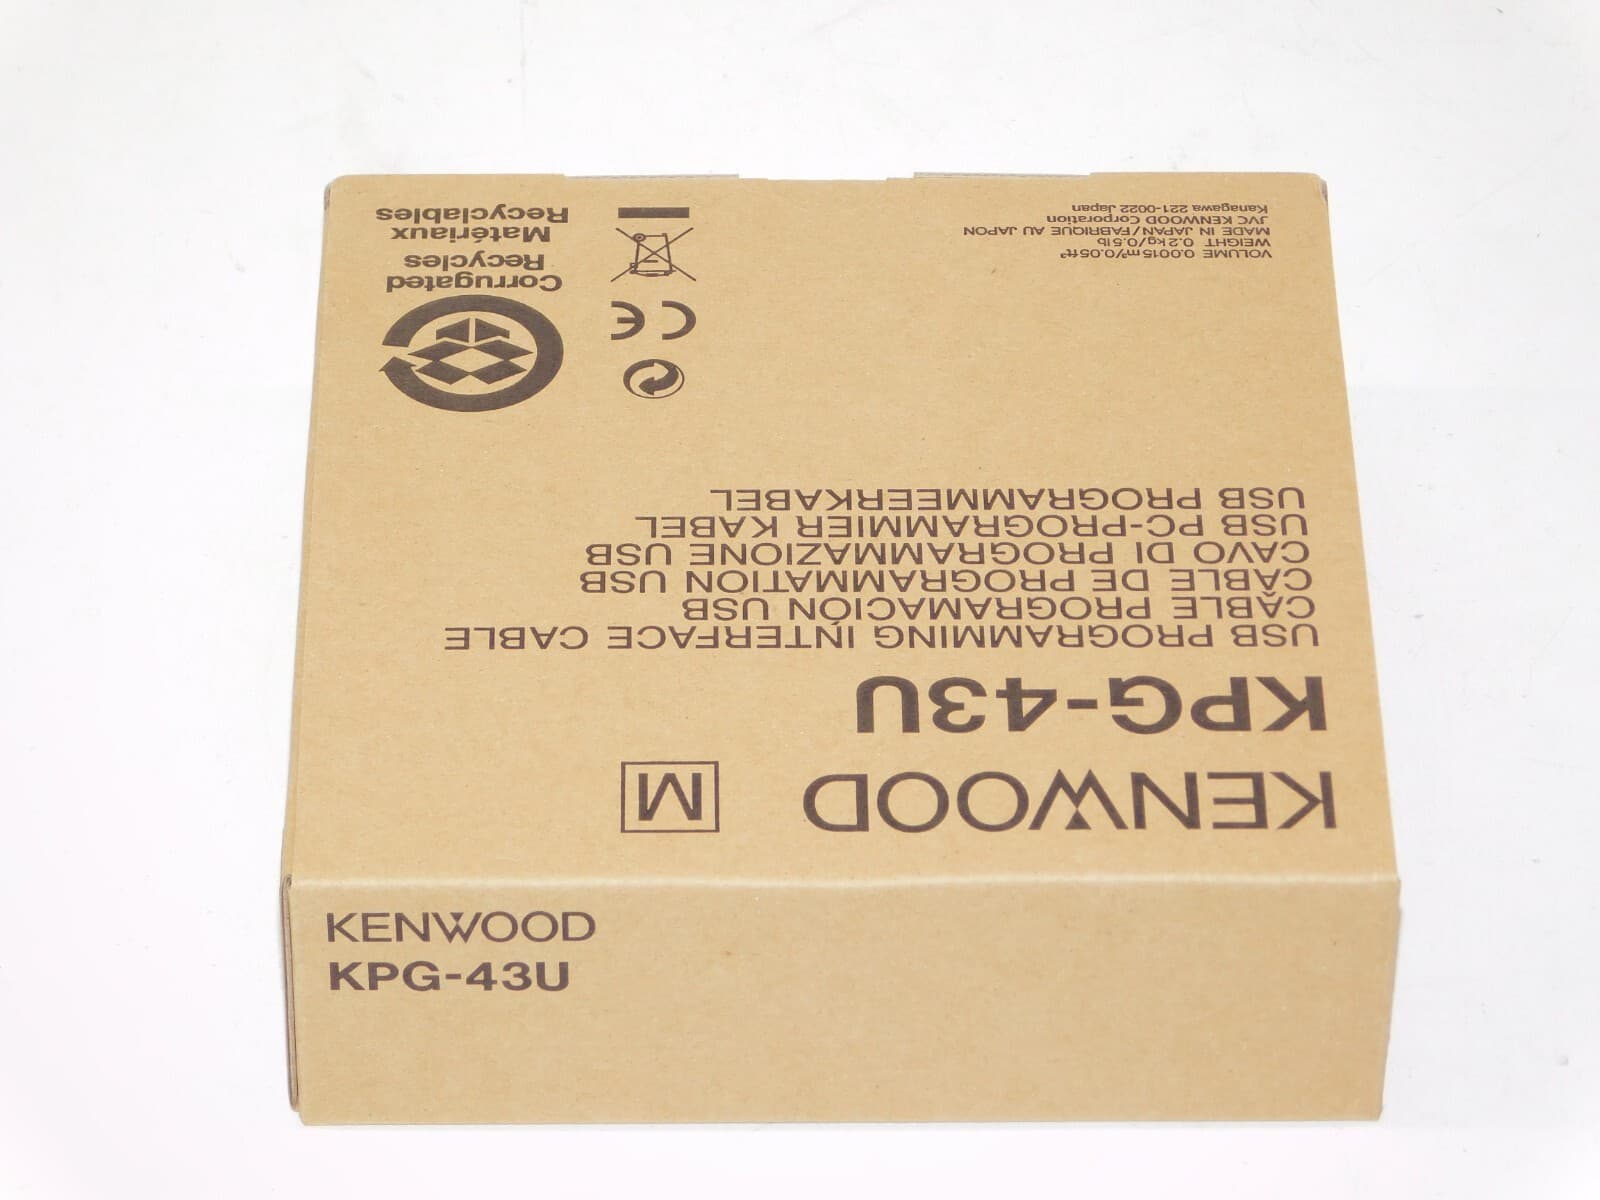 KENWOOD M
KPG-43U
USB PROGRAMMING INTERFACE CABLE
CABLE PROGRAMACIÓN USB
CÂBLE DE PROGRAMMATION USB
CAVO DI PROGRAMMAZIONE USB
USB PC-PROGRAMMIER KABEL
USB PROGRAMMEERKABEL
CE
Corrugated
Recycles
Matériaux
Recyclables
VOLUME 0.0015m³/0.05ft³
WEIGHT 0.2kg/0.5lb
MADE IN JAPAN/FABRIQUE AU JAPON
JVC KENWOOD Corporation
Kanagawa 221-0022 Japan
KENWOOD
KPG-43U